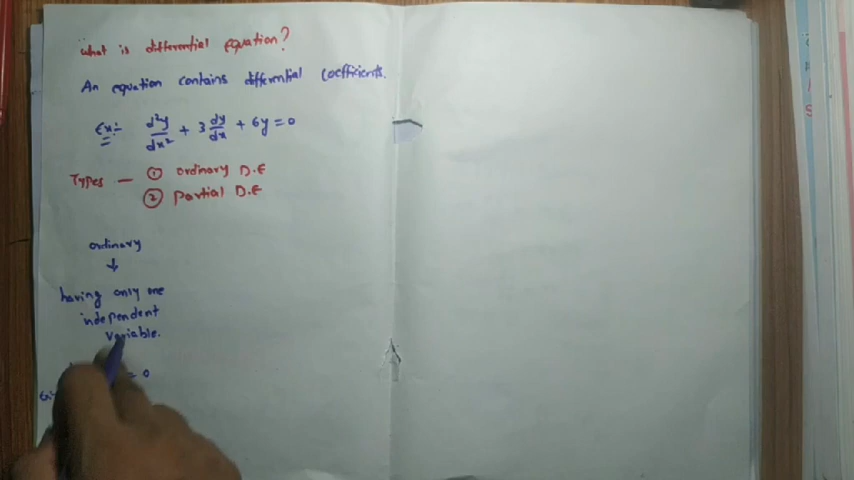 What is differential equation?
An equation contains differential coefficients.
Ex:- d²y/dx² + 3 dy/dx + 6y = 0
Types — ① ordinary D.E
② Partial D.E
ordinary
↓
having only one
independent
variable.
= 0